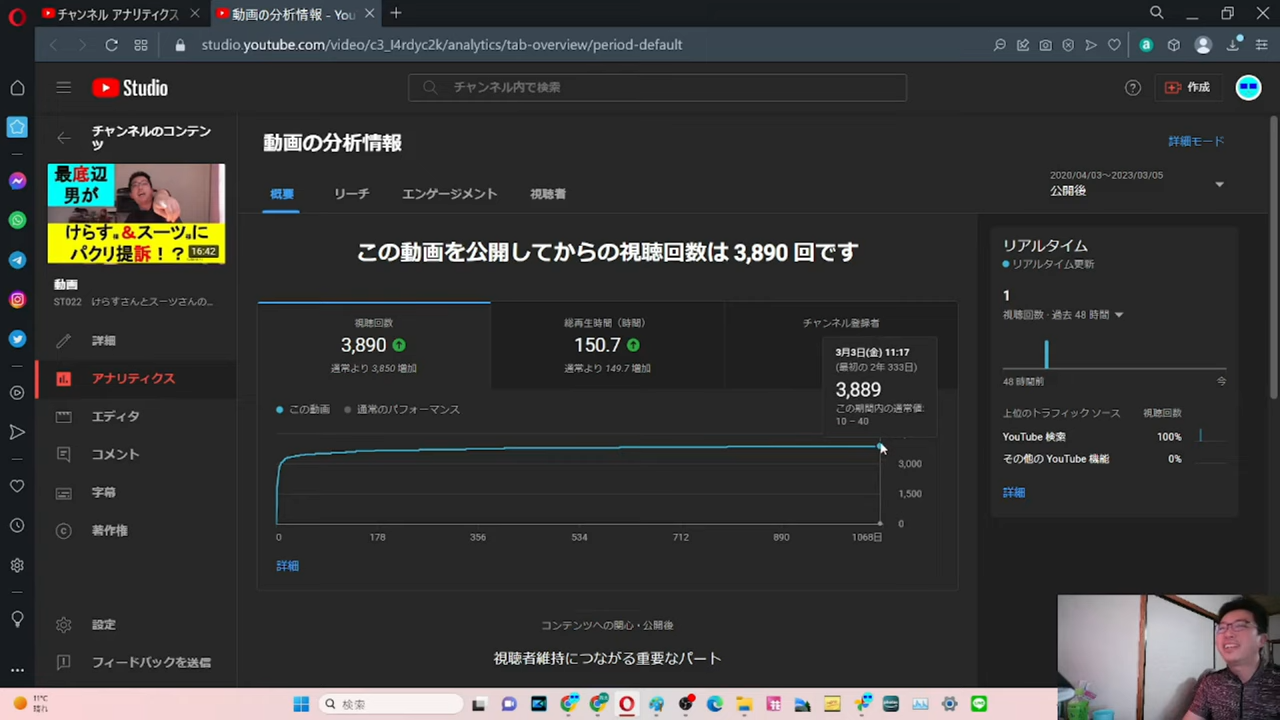 チャンネル アナリティクス
動画の分析情報 - You
studio.youtube.com/video/c3_I4rdyc2k/analytics/tab-overview/period-default
Studio
チャンネル内で検索
作成
チャンネルのコンテン
ツ
最底辺
男が
けらす様&スーツ様に
パクリ提訴！？
16:42
動画
ST022 けらすさんとスーツさんの...
詳細
アナリティクス
エディタ
コメント
字幕
著作権
設定
フィードバックを送信
動画の分析情報
詳細モード
概要
リーチ
エンゲージメント
視聴者
2020/04/03～2023/03/05
公開後
この動画を公開してからの視聴回数は 3,890 回です
視聴回数
3,890
通常より 3,850 増加
総再生時間（時間）
150.7
通常より 149.7 増加
チャンネル登録者
3月3日(金) 11:17
(最初の2年 333日)
3,889
この期間内の通常値:
10 – 40
この動画
通常のパフォーマンス
3,000
1,500
0
0
178
356
534
712
890
1068日
詳細
コンテンツへの関心・公開後
視聴者維持につながる重要なパート
リアルタイム
リアルタイム更新
1
視聴回数・過去 48 時間
48 時間前
今
上位のトラフィック ソース
視聴回数
YouTube 検索
100%
その他の YouTube 機能
0%
詳細
11℃
晴れ
検索